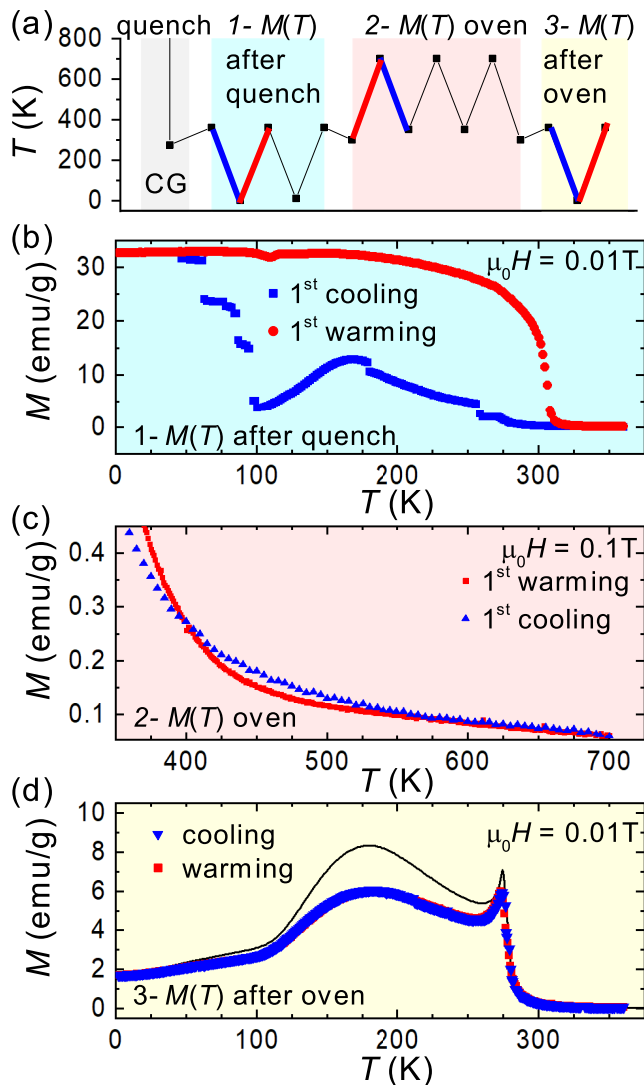 (a) quench 1- M(T) 2- M(T) oven 3- M(T)
after quench
after oven
CG
T (K)
800
600
400
200
0
(b)
μ₀H = 0.01T
1st cooling
1st warming
1- M(T) after quench
M (emu/g)
30
20
10
0
0 100 200 300
T (K)
(c)
μ₀H = 0.1T
1st warming
1st cooling
2- M(T) oven
M (emu/g)
0.4
0.3
0.2
0.1
400 500 600 700
T (K)
(d)
cooling
warming
μ₀H = 0.01T
3- M(T) after oven
M (emu/g)
10
8
6
4
2
0
0 100 200 300
T (K)